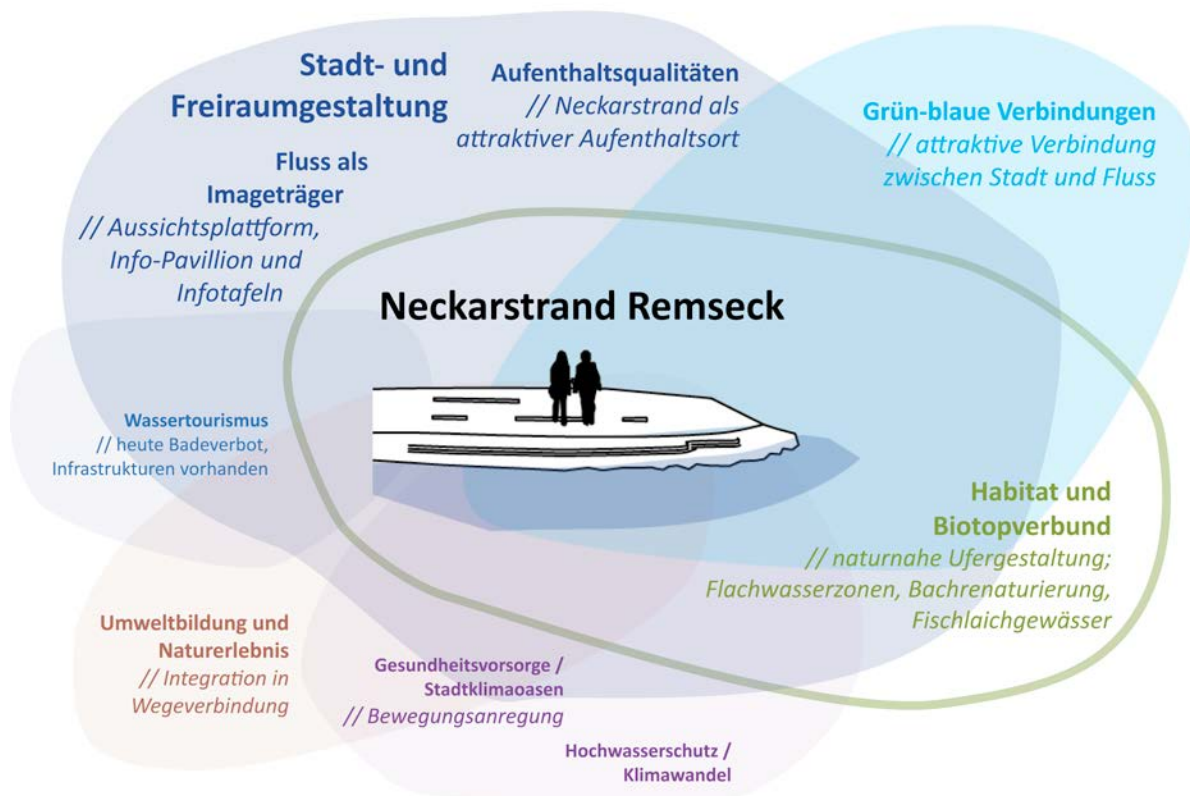 Stadt- und
Freiraumgestaltung
Aufenthaltsqualitäten
// Neckarstrand als
attraktiver Aufenthaltsort
Grün-blaue Verbindungen
// attraktive Verbindung
zwischen Stadt und Fluss
Fluss als
Imageträger
// Aussichtsplattform,
Info-Pavillion und
Infotafeln
Neckarstrand Remseck
Wassertourismus
// heute Badeverbot,
Infrastrukturen vorhanden
Habitat und
Biotopverbund
// naturnahe Ufergestaltung;
Flachwasserzonen, Bachrenaturierung,
Fischlaichgewässer
Umweltbildung und
Naturerlebnis
// Integration in
Wegeverbindung
Gesundheitsvorsorge /
Stadtklimaoasen
// Bewegungsanregung
Hochwasserschutz /
Klimawandel